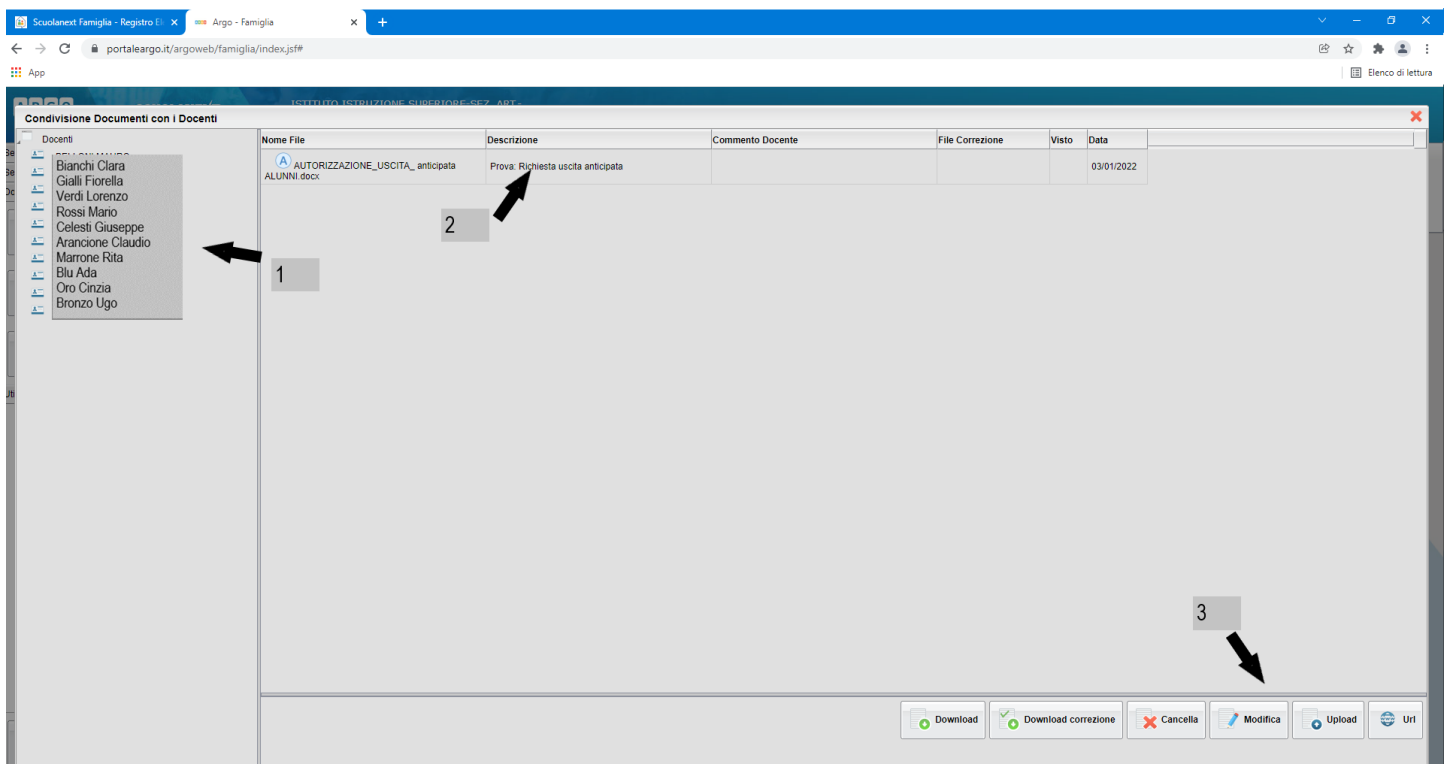 Scuolanext Famiglia - Registro El
Argo - Famiglia
portaleargo.it/argoweb/famiglia/index.jsf#
App
Elenco di lettura
ISTITUTO ISTRUZIONE SUPERIORE-SEZ. ART-
Condivisione Documenti con i Docenti
Docenti
Nome File Descrizione Commento Docente File Correzione Visto Data
Bianchi Clara
Gialli Fiorella
Verdi Lorenzo
Rossi Mario
Celesti Giuseppe
Arancione Claudio
Marrone Rita
Blu Ada
Oro Cinzia
Bronzo Ugo
A AUTORIZZAZIONE_USCITA_ anticipata
ALUNNI.docx
Prova: Richiesta uscita anticipata
03/01/2022
2
1
3
Download Download correzione Cancella Modifica Upload Url